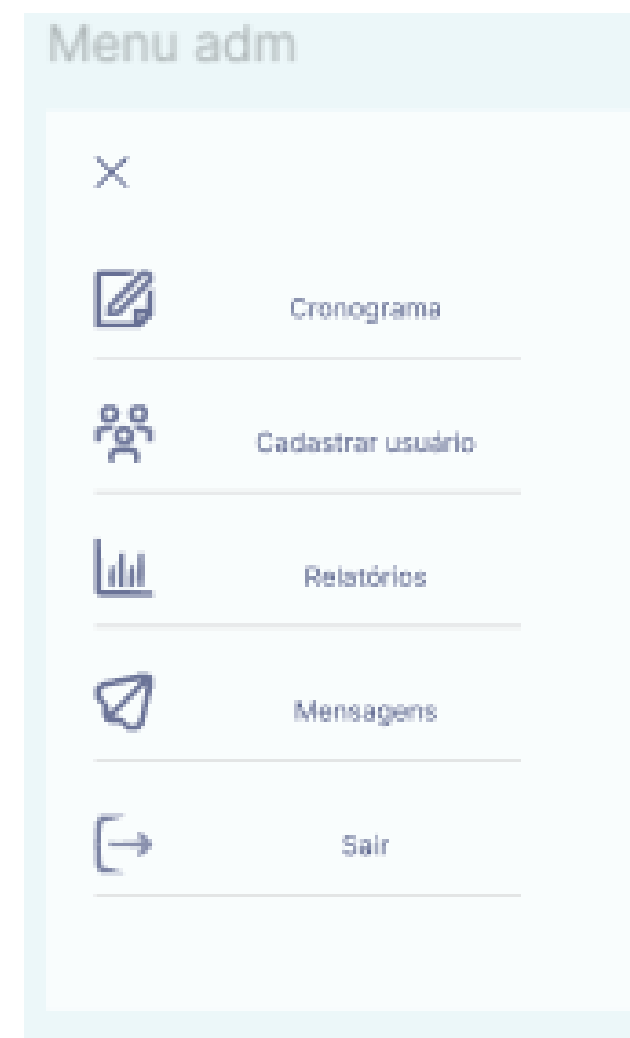 Menu adm
Cronograma
Cadastrar usuário
Relatórios
Mensagens
Sair